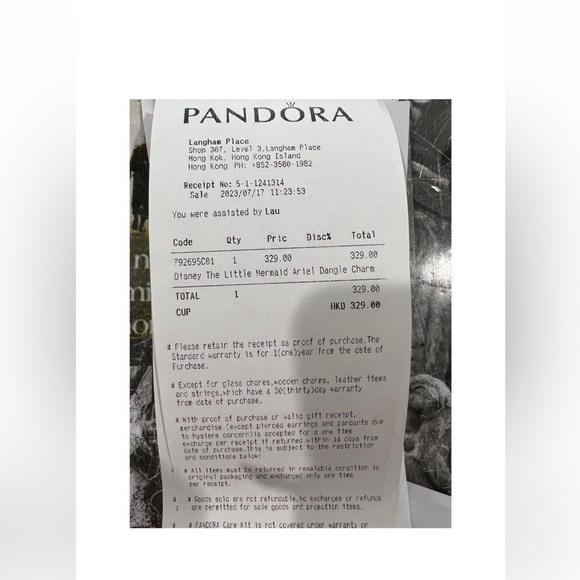 PANDORA
Langham Place
Shop 307, Level 3,Langham Place
Mong Kok, Hong Kong Island
Hong Kong PH: +852-3580-1982
Receipt No: 5-1-1241314
Sale 2023/07/17 11:23:53
You were assisted by Lau
Code Qty Pric Disc% Total
792695C01 1 329.00 329.00
Disney The Little Mermaid Ariel Dangle Charm
TOTAL 1 329.00
CUP HKD 329.00
# Please retain the receipt as proof of purchase.The
Standard warranty is for 1(one)year from the date of
Purchase.
# Except for glass chares,wooden charms, leather items
and strings,which have a 30(thirty)day warranty
from date of purchase.
# With proof of purchase or valid gift receipt,
merchandise (except pierced earrings and pardants due
to hygiene concern)is accepted for a one time
exchange per receipt if returned within 14 days from
date of purchase.This is subject to the restriction
and conditions below:
# All items must be returned in resalable condition in
original packaging and exchanged only one time
per receipt.
# Goods sold are not refundable.No exchanges or refunds
are permitted for sale goods and promotion items.
# A PANDORA Care Kit is not covered under warranty on